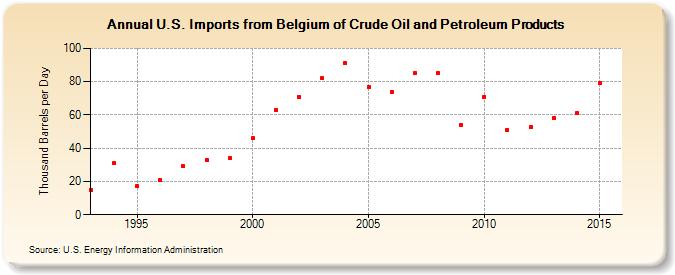 Annual U.S. Imports from Belgium of Crude Oil and Petroleum Products
Thousand Barrels per Day
100
80
60
40
20
0
1995 2000 2005 2010 2015
Source: U.S. Energy Information Administration